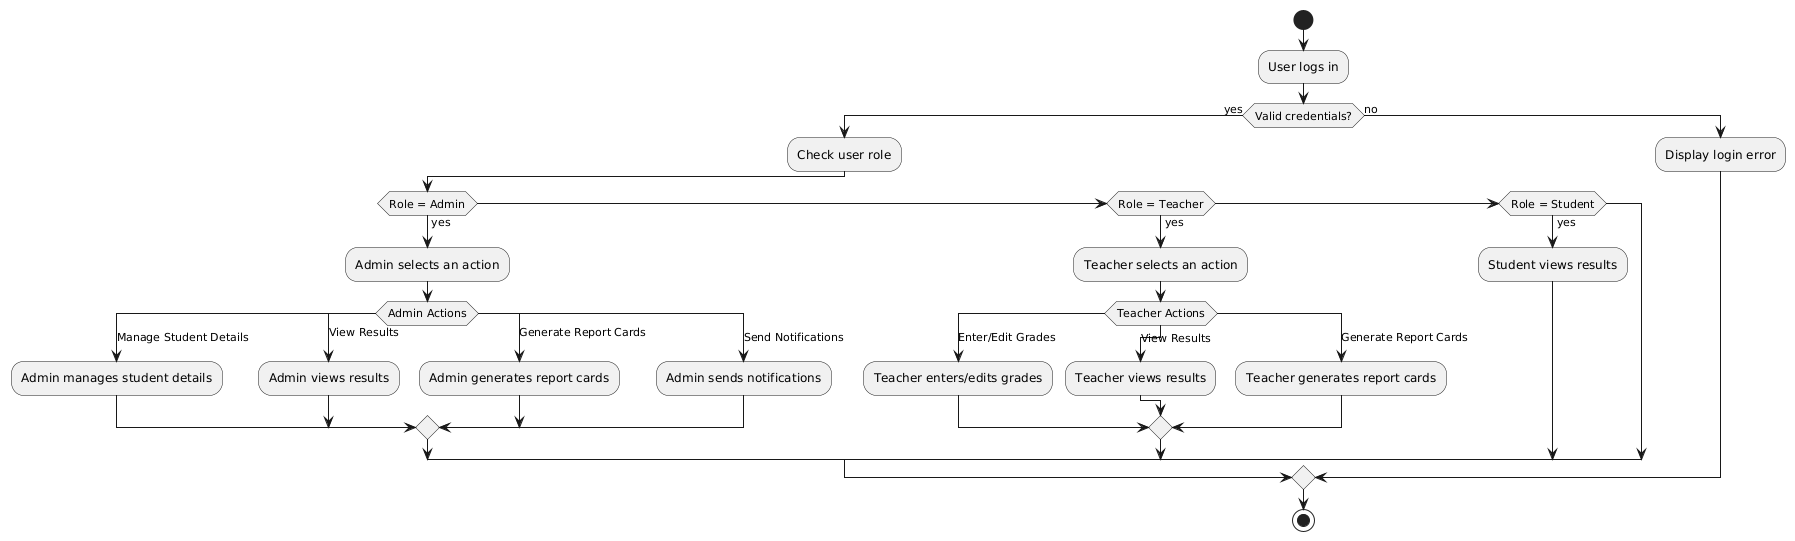 User logs in
yes
Valid credentials?
no
Check user role
Display login error
Role = Admin
Role = Teacher
Role = Student
yes
yes
yes
Admin selects an action
Teacher selects an action
Student views results
Admin Actions
Teacher Actions
Manage Student Details
View Results
Generate Report Cards
Send Notifications
Enter/Edit Grades
View Results
Generate Report Cards
Admin manages student details
Admin views results
Admin generates report cards
Admin sends notifications
Teacher enters/edits grades
Teacher views results
Teacher generates report cards